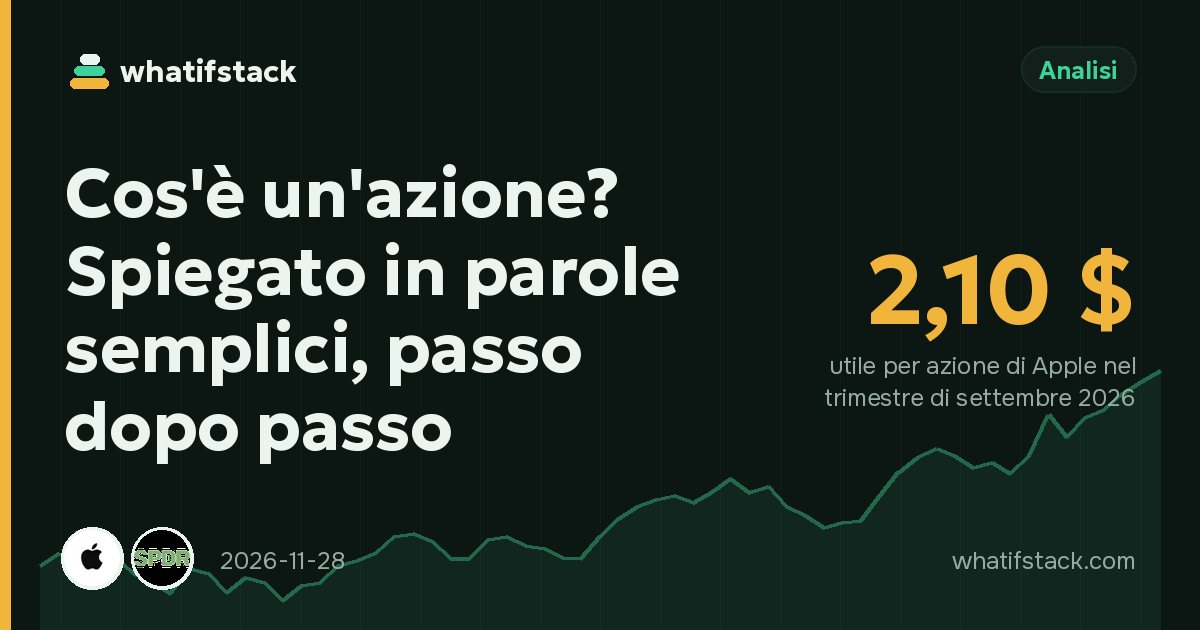 whatifstack
Analisi
Cos'è un'azione?
Spiegato in parole
semplici, passo
dopo passo
2,10 $
utile per azione di Apple nel
trimestre di settembre 2026
SPDR
2026-11-28
whatifstack.com